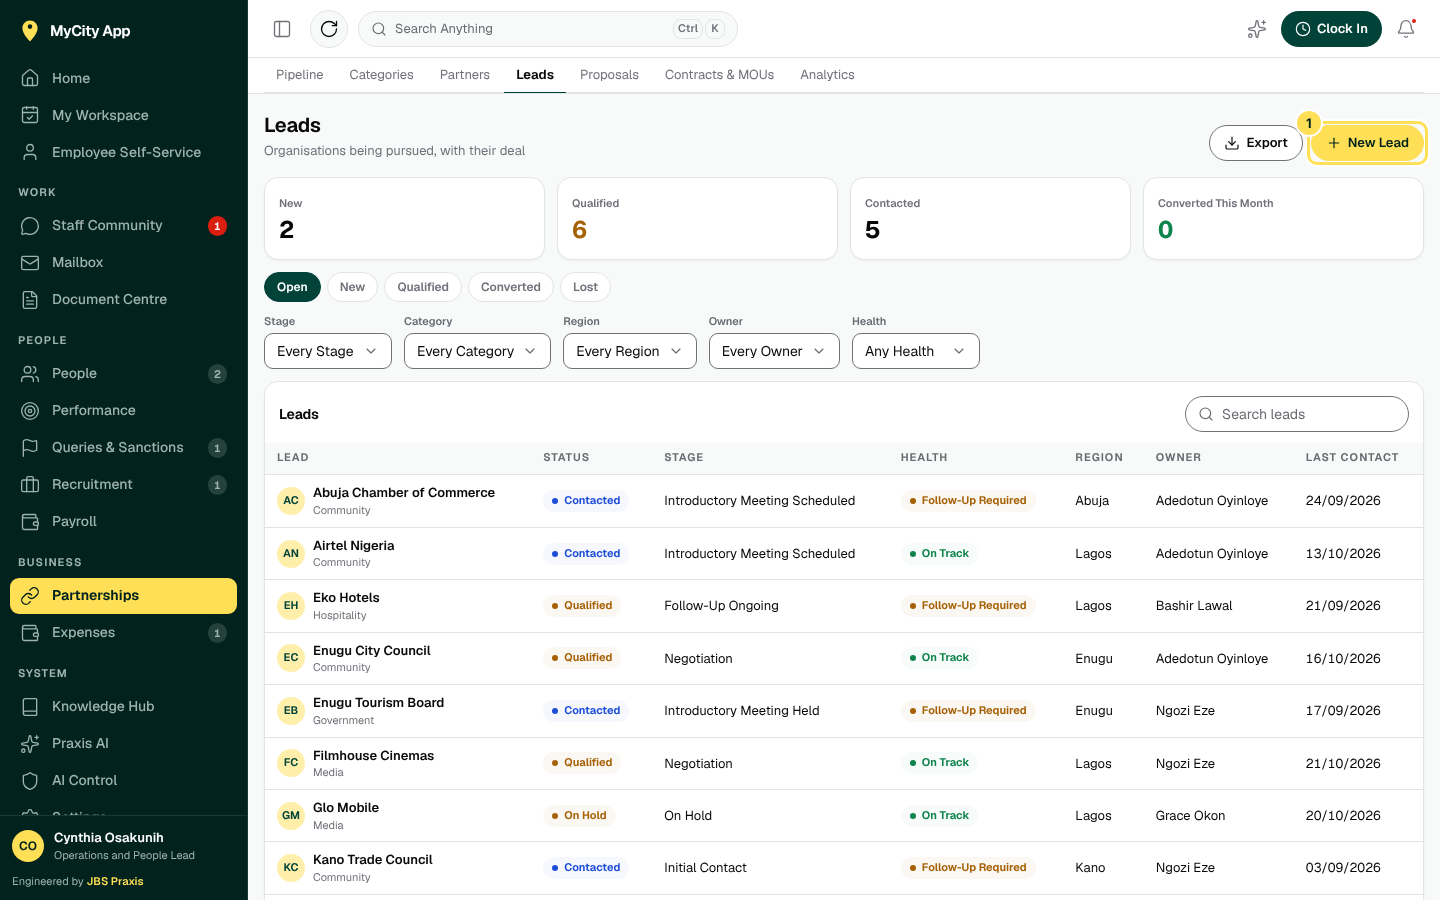 MyCity App
Home
My Workspace
Employee Self-Service
WORK
Staff Community 1
Mailbox
Document Centre
PEOPLE
People 2
Performance
Queries & Sanctions 1
Recruitment 1
Payroll
BUSINESS
Partnerships
Expenses 1
SYSTEM
Knowledge Hub
Praxis AI
AI Control
CO
Cynthia Osakunih
Operations and People Lead
Engineered by JBS Praxis
Search Anything Ctrl K
Clock In
Pipeline Categories Partners Leads Proposals Contracts & MOUs Analytics
Leads
Organisations being pursued, with their deal
Export
1
New Lead
New
2
Qualified
6
Contacted
5
Converted This Month
0
Open New Qualified Converted Lost
Stage Category Region Owner Health
Every Stage Every Category Every Region Every Owner Any Health
Leads
Search leads
LEAD STATUS STAGE HEALTH REGION OWNER LAST CONTACT
AC Abuja Chamber of Commerce Contacted Introductory Meeting Scheduled Follow-Up Required Abuja Adedotun Oyinloye 24/09/2026
Community
AN Airtel Nigeria Contacted Introductory Meeting Scheduled On Track Lagos Adedotun Oyinloye 13/10/2026
Community
EH Eko Hotels Qualified Follow-Up Ongoing Follow-Up Required Lagos Bashir Lawal 21/09/2026
Hospitality
EC Enugu City Council Qualified Negotiation On Track Enugu Adedotun Oyinloye 16/10/2026
Community
EB Enugu Tourism Board Contacted Introductory Meeting Held Follow-Up Required Enugu Ngozi Eze 17/09/2026
Government
FC Filmhouse Cinemas Qualified Negotiation On Track Lagos Ngozi Eze 21/10/2026
Media
GM Glo Mobile On Hold On Hold On Track Lagos Grace Okon 20/10/2026
Media
KC Kano Trade Council Contacted Initial Contact Follow-Up Required Kano Ngozi Eze 03/09/2026
Community